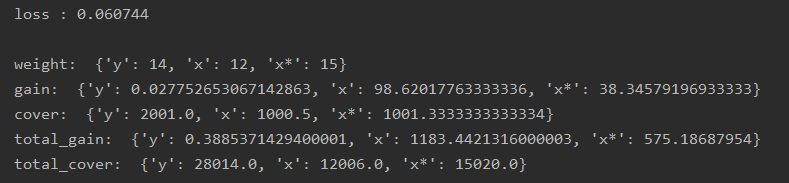 loss : 0.060744
weight:  {'y': 14, 'x': 12, 'x*': 15}
gain:  {'y': 0.027752653067142863, 'x': 98.62017763333336, 'x*': 38.34579196933333}
cover:  {'y': 2001.0, 'x': 1000.5, 'x*': 1001.3333333333334}
total_gain:  {'y': 0.3885371429400001, 'x': 1183.4421316000003, 'x*': 575.18687954}
total_cover:  {'y': 28014.0, 'x': 12006.0, 'x*': 15020.0}